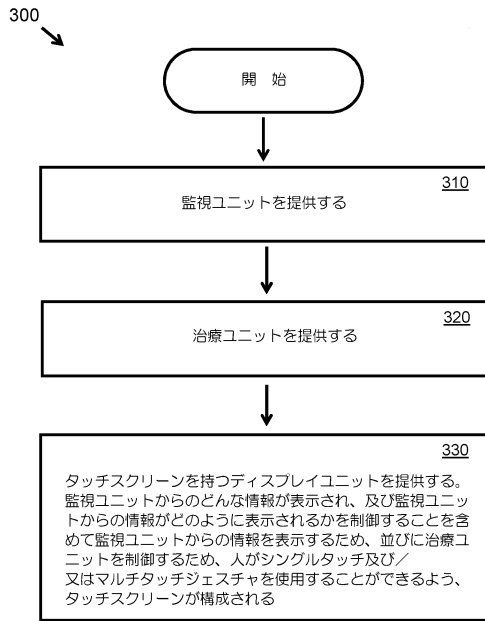 300
開 始
310
監視ユニットを提供する
320
治療ユニットを提供する
330
タッチスクリーンを持つディスプレイユニットを提供する。
監視ユニットからのどんな情報が表示され、及び監視ユニッ
トからの情報がどのように表示されるかを制御することを含
めて監視ユニットからの情報を表示するため、並びに治療ユ
ニットを制御するため、人がシングルタッチ及び／
又はマルチタッチジェスチャを使用することができるよう、
タッチスクリーンが構成される